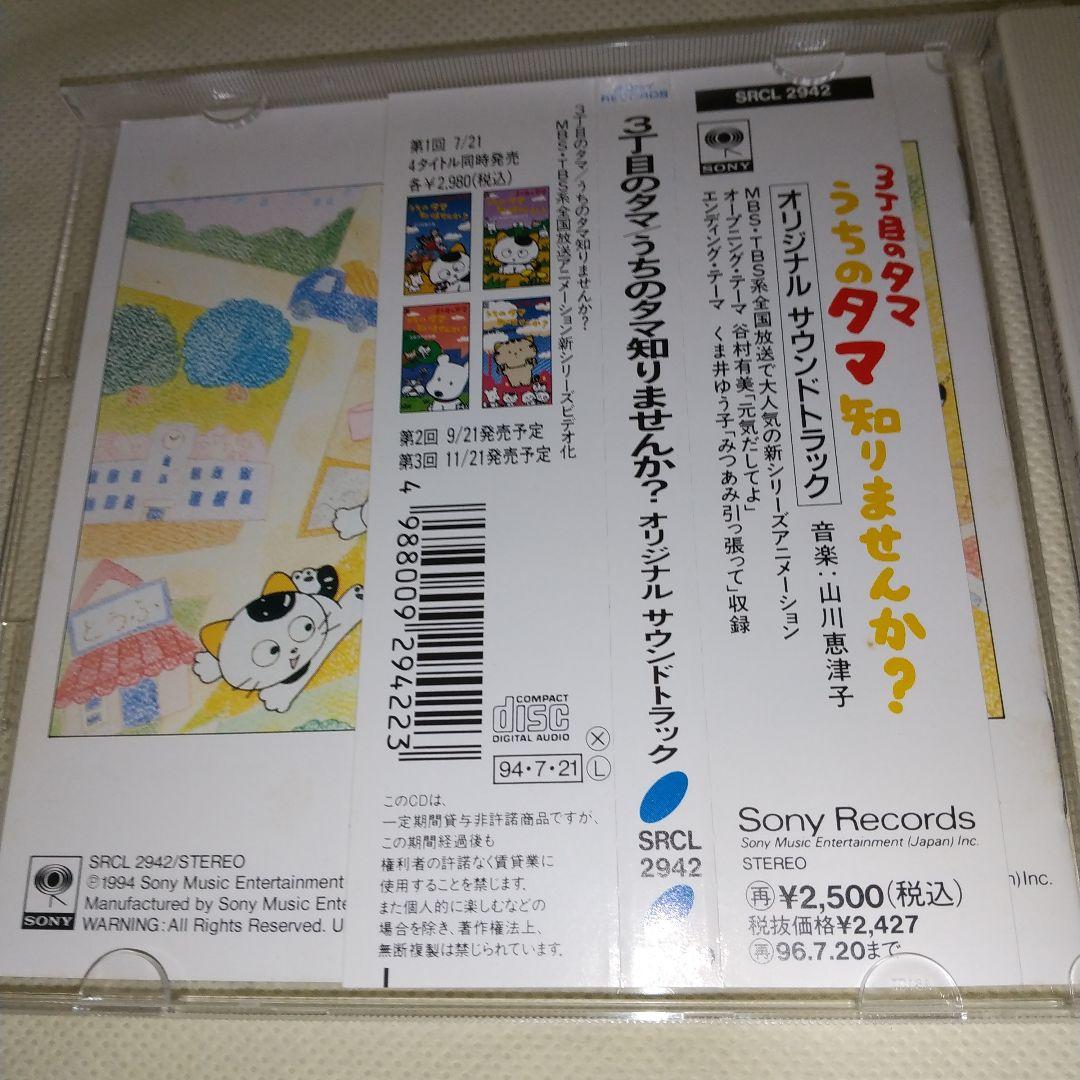 とうふ
SONY
SRCL 2942/STEREO
Ⓟ1994 Sony Music Entertainment
Manufactured by Sony Music Ente
WARNING:All Rights Reserved. U
3丁目のタマ/うちのタマ知りませんか?
MBS・TBS系全国放送アニメーション新シリーズビデオ化
第1回 7/21
4タイトル同時発売
各¥2,980(税込)
第2回 9/21発売予定
第3回 11/21発売予定
4 988009 294223
COMPACT
disc
DIGITAL AUDIO
Ⓧ
94・7・21
Ⓛ
このCDは、
一定期間貸与非許諾商品ですが、
この期間経過後も
権利者の許諾なく賃貸業に
使用することを禁じます。
また個人的に楽しむなどの
場合を除き、著作権法上、
無断複製は禁じられています。
SONY
RECORDS
3丁目のタマ/うちのタマ知りませんか? オリジナル サウンドトラック
SRCL
2942
SRCL 2942
SONY
3丁目のタマ
うちのタマ知りませんか?
オリジナル サウンドトラック
音楽:山川恵津子
MBS・TBS系全国放送で大人気の新シリーズアニメーション
オープニング・テーマ 谷村有美「元気だしてよ」
エンディング・テーマ くま井ゆう子「みつあみ引っ張って」収録
Sony Records
Sony Music Entertainment (Japan) Inc.
STEREO
㊢¥2,500(税込)
税抜価格¥2,427
再96.7.20まで
n)Inc.